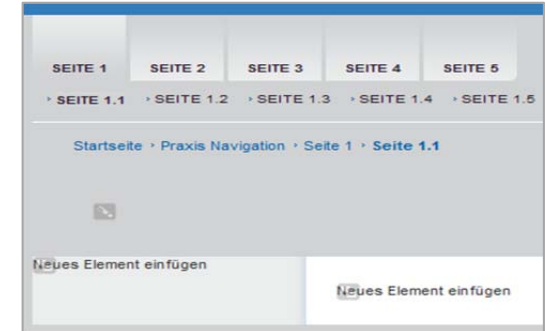 SEITE 1 SEITE 2 SEITE 3 SEITE 4 SEITE 5
SEITE 1.1 SEITE 1.2 SEITE 1.3 SEITE 1.4 SEITE 1.5
Startseite Praxis Navigation Seite 1 Seite 1.1
Neues Element einfügen
Neues Element einfügen